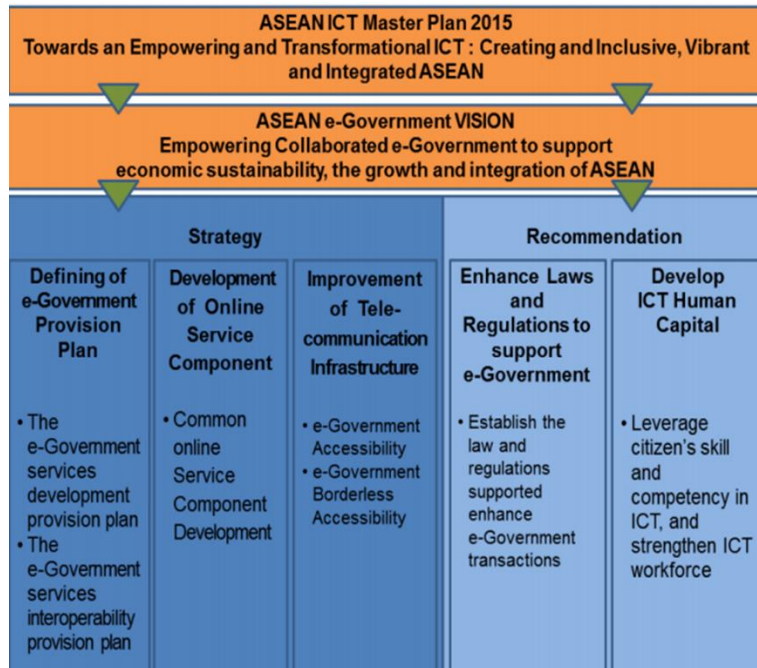 ASEAN ICT Master Plan 2015
Towards an Empowering and Transformational ICT : Creating and Inclusive, Vibrant
and Integrated ASEAN
ASEAN e-Government VISION
Empowering Collaborated e-Government to support
economic sustainability, the growth and integration of ASEAN
Strategy
Defining of
e-Government
Provision
Plan
• The
e-Government
services
development
provision plan
• The
e-Government
services
interoperability
provision plan
Development
of Online
Service
Component
• Common
online
Service
Component
Development
Improvement
of Tele-
communication
Infrastructure
• e-Government
Accessibility
• e-Government
Borderless
Accessibility
Recommendation
Enhance Laws
and
Regulations to
support
e-Government
• Establish the
law and
regulations
supported
enhance
e-Government
transactions
Develop
ICT Human
Capital
• Leverage
citizen's skill
and
competency in
ICT, and
strengthen ICT
workforce